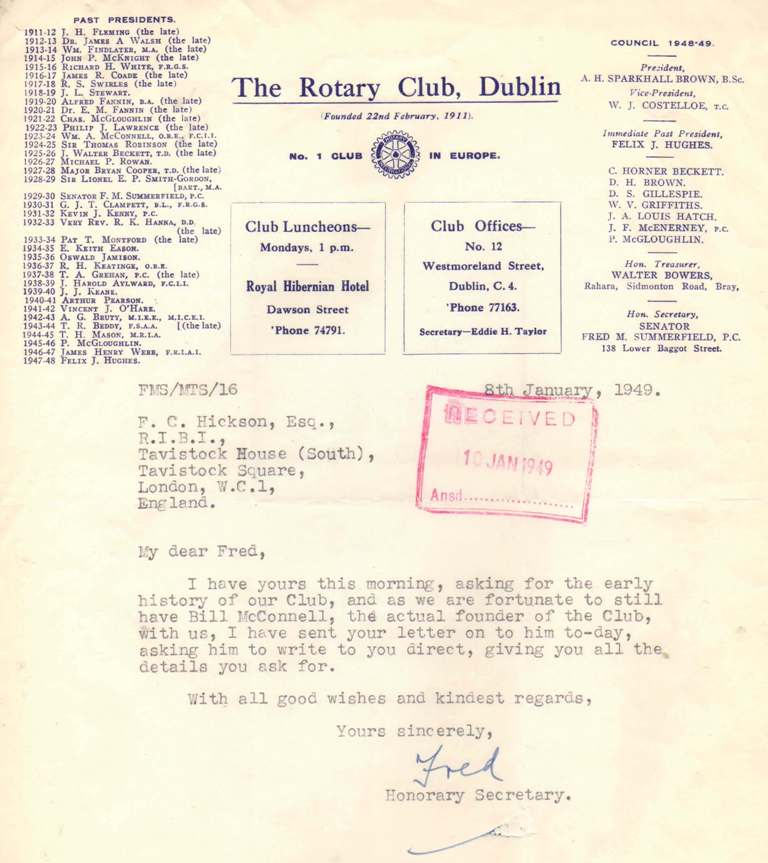 PAST PRESIDENTS.
1911-12 J. H. FLEMING (the late)
1912-13 DR. JAMES A WALSH (the late)
1913-14 WM. FINDLATER, M.A. (the late)
1914-15 JOHN P. MCKNIGHT (the late)
1915-16 RICHARD H. WHITE, F.R.G.S.
1916-17 JAMES R. COADE (the late)
1917-18 R. S. SWIRLES (the late)
1918-19 J. L. STEWART.
1919-20 ALFRED FANNIN, B.A. (the late)
1920-21 DR. E. M. FANNIN (the late)
1921-22 CHAS. MCGLOUGHLIN (the late)
1922-23 PHILIP J. LAWRENCE (the late)
1923-24 WM. A. MCCONNELL, O.B.E., F.C.I.I.
1924-25 SIR THOMAS ROBINSON (the late)
1925-26 J. WALTER BECKETT, T.D. (the late)
1926-27 MICHAEL P. ROWAN.
1927-28 MAJOR BRYAN COOPER, T.D. (the late)
1928-29 SIR LIONEL E. P. SMITH-GORDON,
[BART., M.A.
1929-30 SENATOR F. M. SUMMERFIELD, P.C.
1930-31 G. J. T. CLAMPETT, B.L., F.R.G.S.
1931-32 KEVIN J. KENNY, P.C.
1932-33 VERY REV. R. K. HANNA, D.D.
(the late)
1933-34 PAT T. MONTFORD (the late)
1934-35 E. KEITH EASON.
1935-36 OSWALD JAMISON.
1936-37 R. H. KEATINGE, O.B.E.
1937-38 T. A. GREHAN, P.C. (the late)
1938-39 J. HAROLD AYLWARD, F.C.I.I.
1939-40 J. J. KEANE.
1940-41 ARTHUR PEARSON.
1941-42 VINCENT J. O'HARE.
1942-43 A. G. BRUTY, M.I.E.E., M.I.C.E.I.
1943-44 T. R. BEDDY, F.S.A.A. [(the late)
1944-45 T. H. MASON, M.R.I.A.
1945-46 P. MCGLOUGHLIN.
1946-47 JAMES HENRY WEBB, F.R.I.A.I.
1947-48 FELIX J. HUGHES.
The Rotary Club, Dublin
(Founded 22nd February, 1911).
No. 1 CLUB IN EUROPE.
ROTARY
INTERNATIONAL
Club Luncheons—
Mondays, 1 p.m.
Royal Hibernian Hotel
Dawson Street
'Phone 74791.
Club Offices—
No. 12
Westmoreland Street,
Dublin, C. 4.
'Phone 77163.
Secretary—Eddie H. Taylor
COUNCIL 1948-49.
President,
A. H. SPARKHALL BROWN, B.Sc.
Vice-President,
W. J. COSTELLOE, T.C.
Immediate Past President,
FELIX J. HUGHES.
C. HORNER BECKETT.
D. H. BROWN.
D. S. GILLESPIE.
W. V. GRIFFITHS.
J. A. LOUIS HATCH.
J. F. McENERNEY, P.C.
P. McGLOUGHLIN.
Hon. Treasurer,
WALTER BOWERS,
Rahara, Sidmonton Road, Bray,
Hon. Secretary,
SENATOR
FRED M. SUMMERFIELD, P.C.
138 Lower Baggot Street.
FMS/MTS/16 8th January, 1949.
F. C. Hickson, Esq.,
R.I.B.I.,
Tavistock House (South),
Tavistock Square,
London, W.C.1,
England.
RECEIVED
10 JAN 1949
Ansd.....................
My dear Fred,
I have yours this morning, asking for the early
history of our Club, and as we are fortunate to still
have Bill McConnell, the actual founder of the Club,
with us, I have sent your letter on to him to-day,
asking him to write to you direct, giving you all the
details you ask for.
With all good wishes and kindest regards,
Yours sincerely,
Fred
Honorary Secretary.